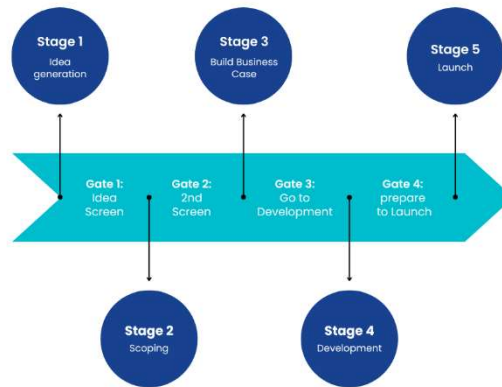 Stage 1
Idea
generation
Stage 3
Build Business
Case
Stage 5
Launch
Gate 1:
Idea
Screen
Gate 2:
2nd
Screen
Gate 3:
Go to
Development
Gate 4:
prepare
to Launch
Stage 2
Scoping
Stage 4
Development